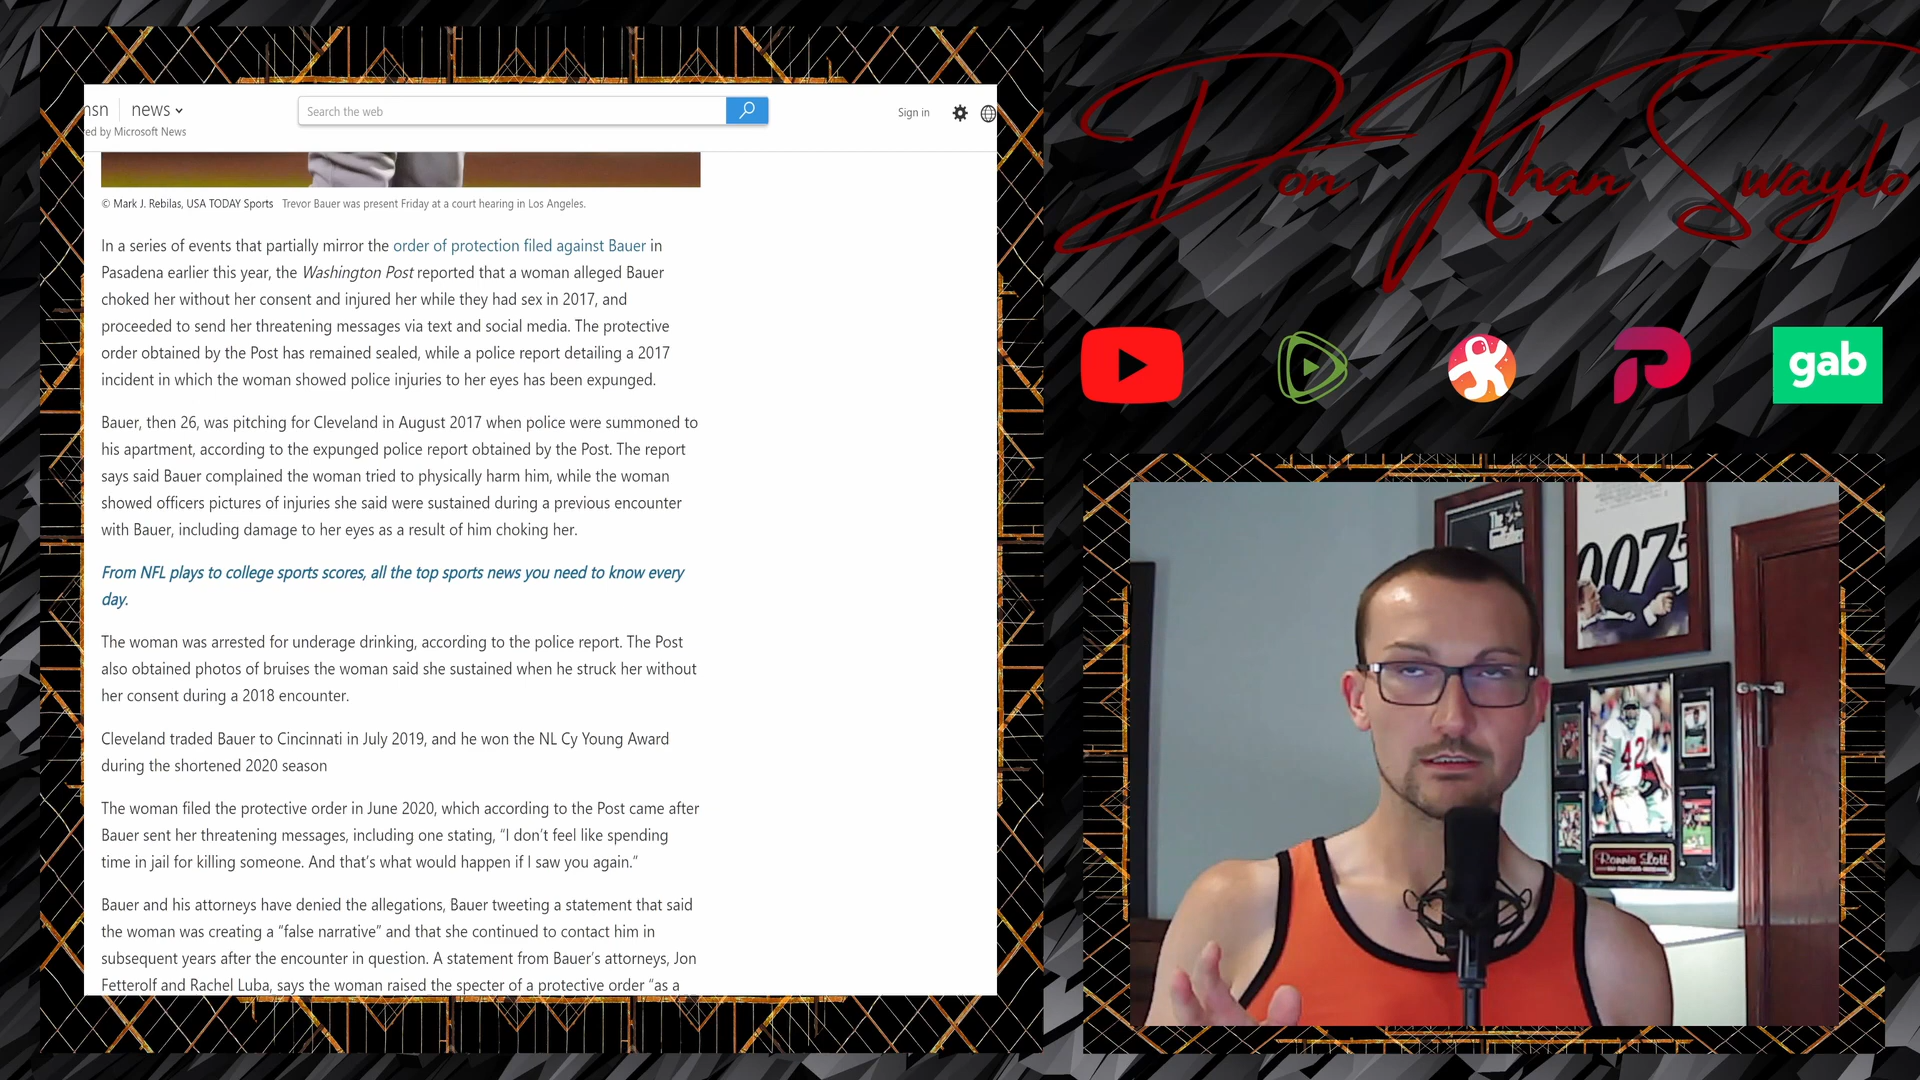 msn
news
Search the web
Sign in
ed by Microsoft News
© Mark J. Rebilas, USA TODAY Sports Trevor Bauer was present Friday at a court hearing in Los Angeles.
In a series of events that partially mirror the order of protection filed against Bauer in
Pasadena earlier this year, the Washington Post reported that a woman alleged Bauer
choked her without her consent and injured her while they had sex in 2017, and
proceeded to send her threatening messages via text and social media. The protective
order obtained by the Post has remained sealed, while a police report detailing a 2017
incident in which the woman showed police injuries to her eyes has been expunged.
Bauer, then 26, was pitching for Cleveland in August 2017 when police were summoned to
his apartment, according to the expunged police report obtained by the Post. The report
says said Bauer complained the woman tried to physically harm him, while the woman
showed officers pictures of injuries she said were sustained during a previous encounter
with Bauer, including damage to her eyes as a result of him choking her.
From NFL plays to college sports scores, all the top sports news you need to know every
day.
The woman was arrested for underage drinking, according to the police report. The Post
also obtained photos of bruises the woman said she sustained when he struck her without
her consent during a 2018 encounter.
Cleveland traded Bauer to Cincinnati in July 2019, and he won the NL Cy Young Award
during the shortened 2020 season
The woman filed the protective order in June 2020, which according to the Post came after
Bauer sent her threatening messages, including one stating, “I don’t feel like spending
time in jail for killing someone. And that’s what would happen if I saw you again.”
Bauer and his attorneys have denied the allegations, Bauer tweeting a statement that said
the woman was creating a “false narrative” and that she continued to contact him in
subsequent years after the encounter in question. A statement from Bauer’s attorneys, Jon
Fetterolf and Rachel Luba, says the woman raised the specter of a protective order “as a
Don Khan Swaylo
gab
The
007
42
Ronnie Lott